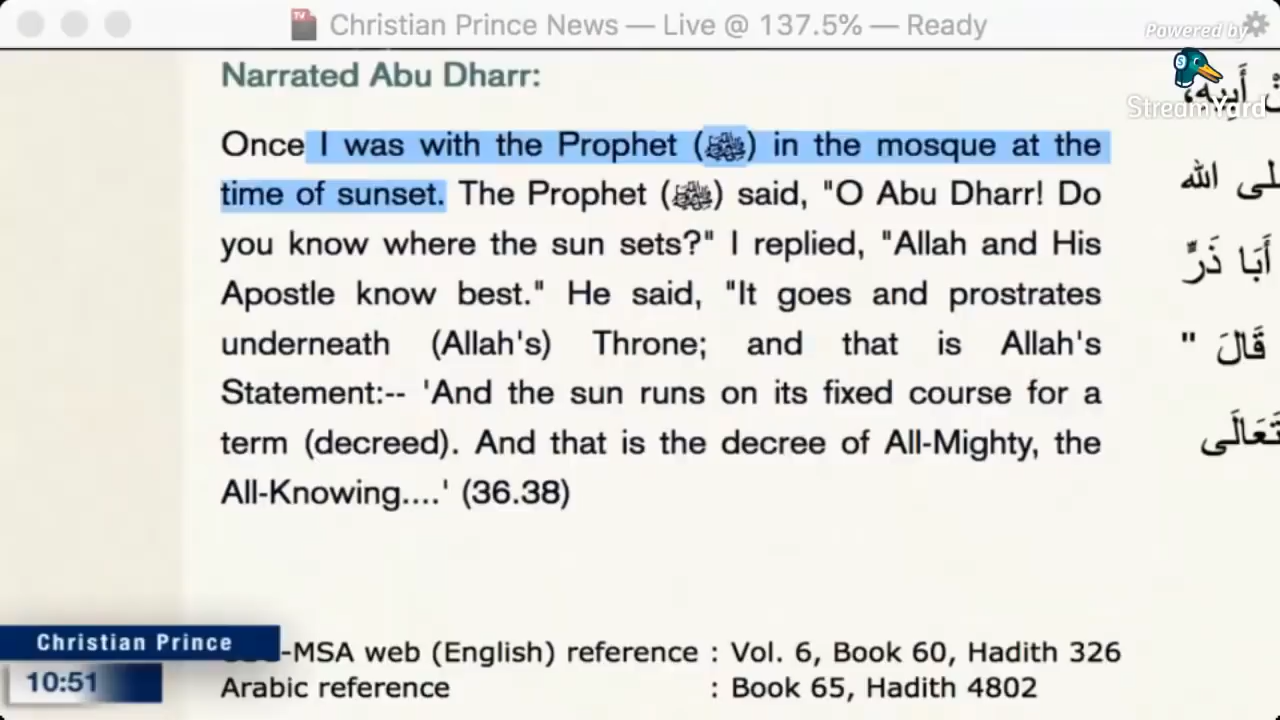 Christian Prince News — Live @ 137.5% — Ready
Powered by
StreamYard
Narrated Abu Dharr:
Once I was with the Prophet (ﷺ) in the mosque at the
time of sunset. The Prophet (ﷺ) said, "O Abu Dharr! Do
you know where the sun sets?" I replied, "Allah and His
Apostle know best." He said, "It goes and prostrates
underneath (Allah's) Throne; and that is Allah's
Statement:-- 'And the sun runs on its fixed course for a
term (decreed). And that is the decree of All-Mighty, the
All-Knowing....' (36.38)
أَبِيهِ،
لى الله
أَبَا ذَرٍّ
قَالَ "
تَعَالَى
-MSA web (English) reference : Vol. 6, Book 60, Hadith 326
Arabic reference : Book 65, Hadith 4802
Christian Prince
10:51